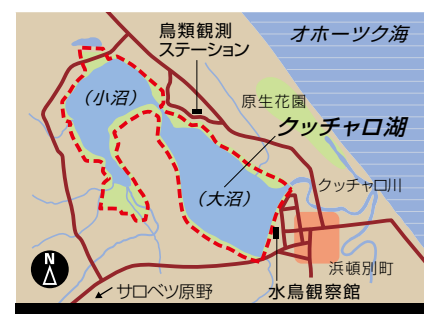 鳥類観測
ステーション
オホーツク海
(小沼)
原生花園
クッチャロ湖
(大沼)
クッチャロ川
浜頓別町
N
サロベツ原野
水鳥観察館